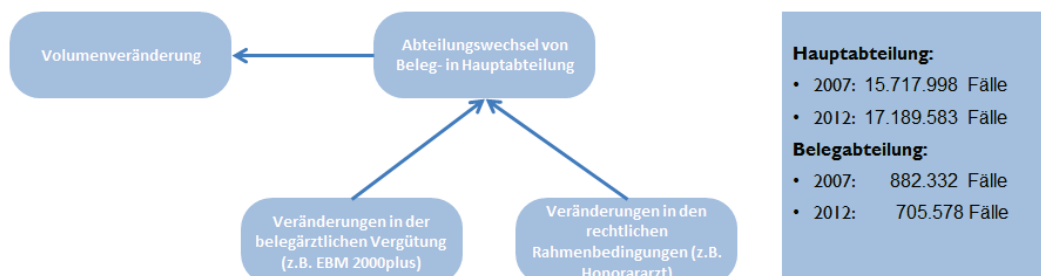 Volumenveränderung
Abteilungswechsel von
Beleg- in Hauptabteilung
Veränderungen in der
belegärztlichen Vergütung
(z.B. EBM 2000plus)
Veränderungen in den
rechtlichen
Rahmenbedingungen (z.B.
Honorararzt)
Hauptabteilung:
• 2007: 15.717.998 Fälle
• 2012: 17.189.583 Fälle
Belegabteilung:
• 2007: 882.332 Fälle
• 2012: 705.578 Fälle